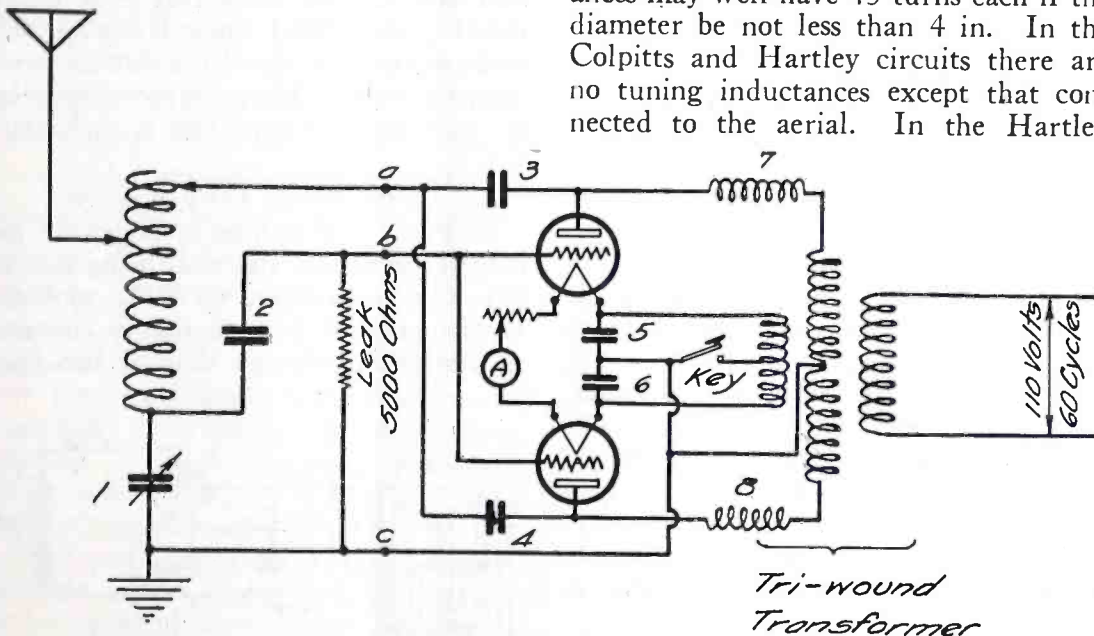 diameter be not less than 4 in. In th
Colpitts and Hartley circuits there ar
no tuning inductances except that con
nected to the aerial. In the Hartle
a
3
7
b
2
Leak
5000 Ohms
5
A
6
Key
110 Volts
60 Cycles
1
c
4
8
Tri-wound
Transformer